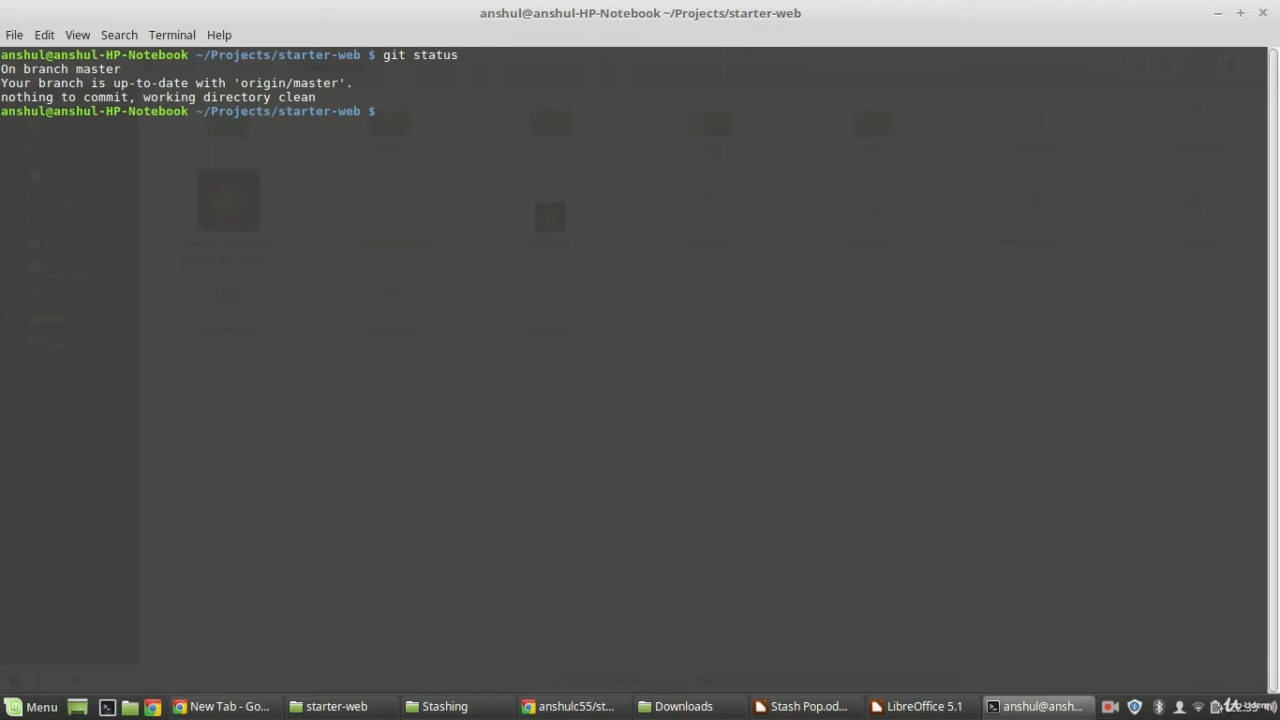 anshul@anshul-HP-Notebook ~/Projects/starter-web
File Edit View Search Terminal Help
anshul@anshul-HP-Notebook ~/Projects/starter-web $ git status
On branch master
Your branch is up-to-date with 'origin/master'.
nothing to commit, working directory clean
anshul@anshul-HP-Notebook ~/Projects/starter-web $
Menu New Tab - Go... starter-web Stashing anshulc55/st... Downloads Stash Pop.od... LibreOffice 5.1 anshul@ansh...